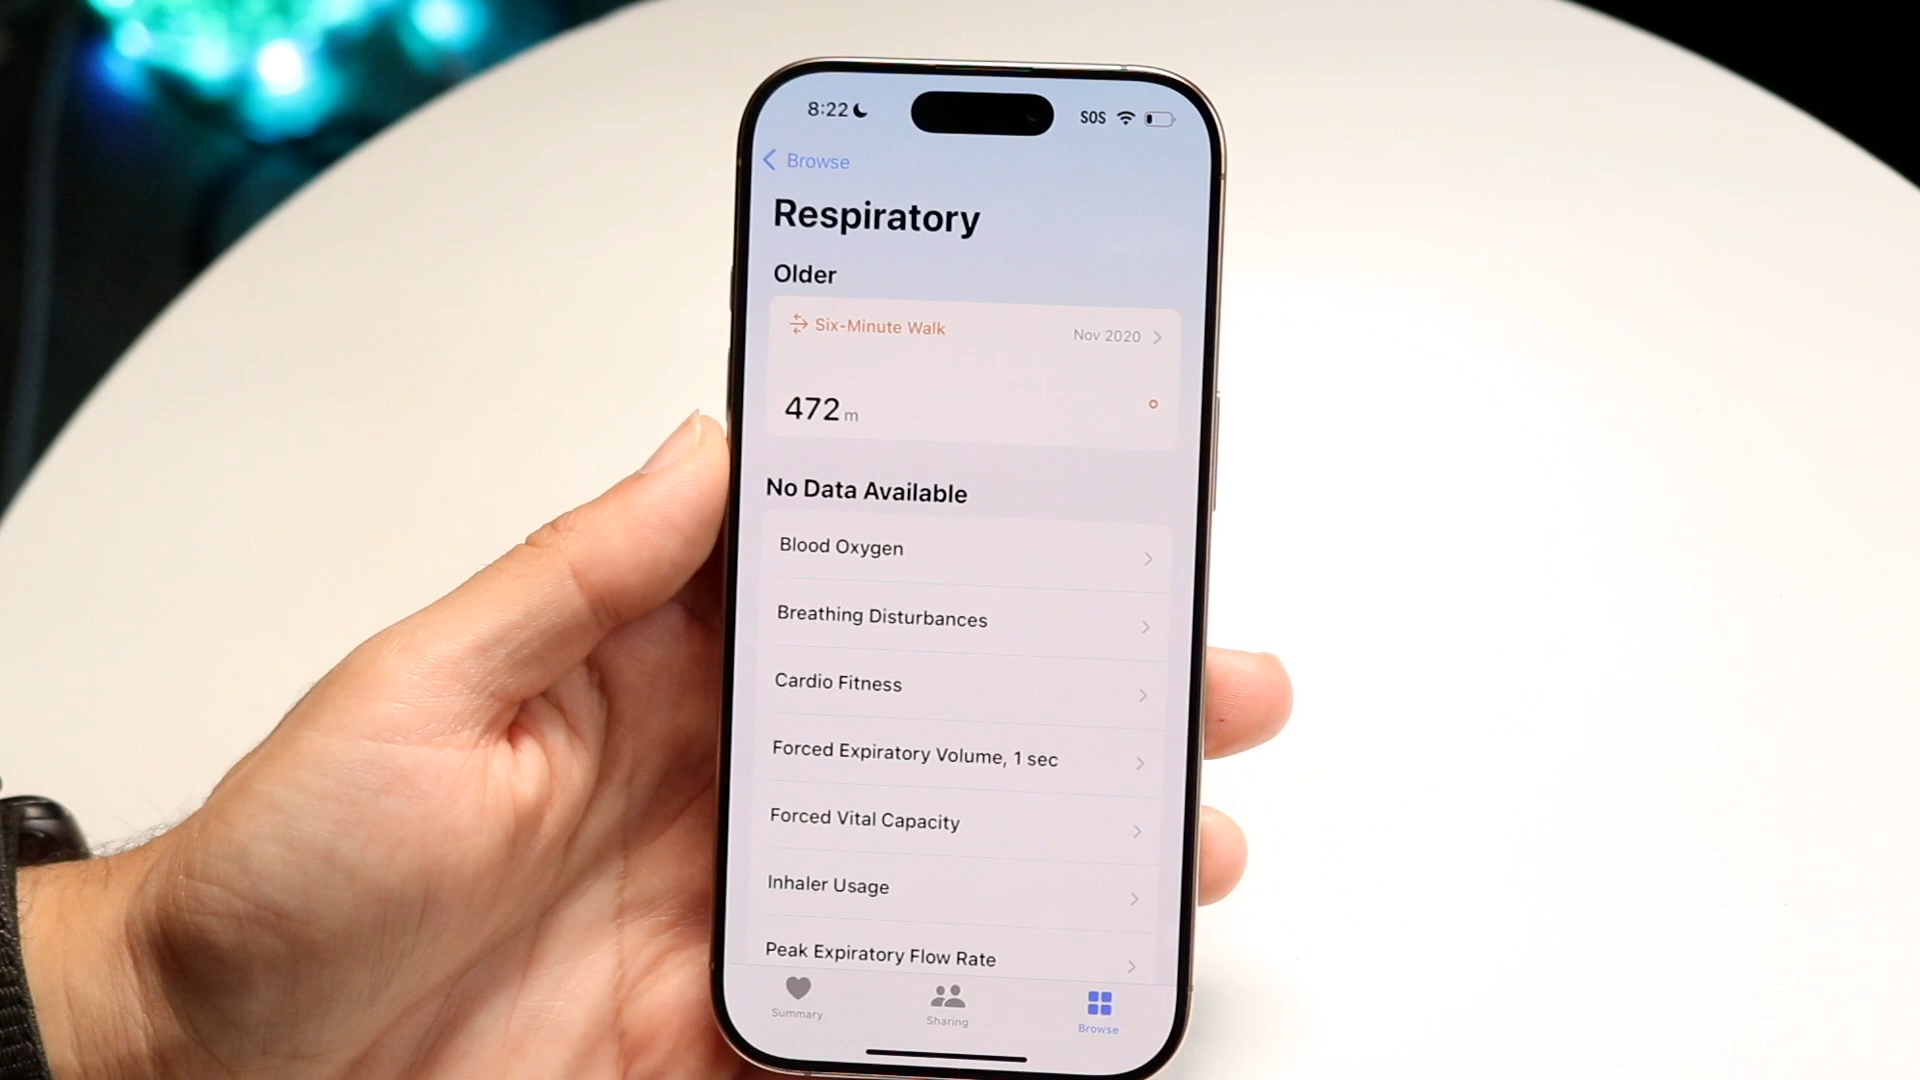 8:22
SOS
Browse
Respiratory
Older
Six-Minute Walk
Nov 2020
472 m
No Data Available
Blood Oxygen
Breathing Disturbances
Cardio Fitness
Forced Expiratory Volume, 1 sec
Forced Vital Capacity
Inhaler Usage
Peak Expiratory Flow Rate
Summary
Sharing
Browse